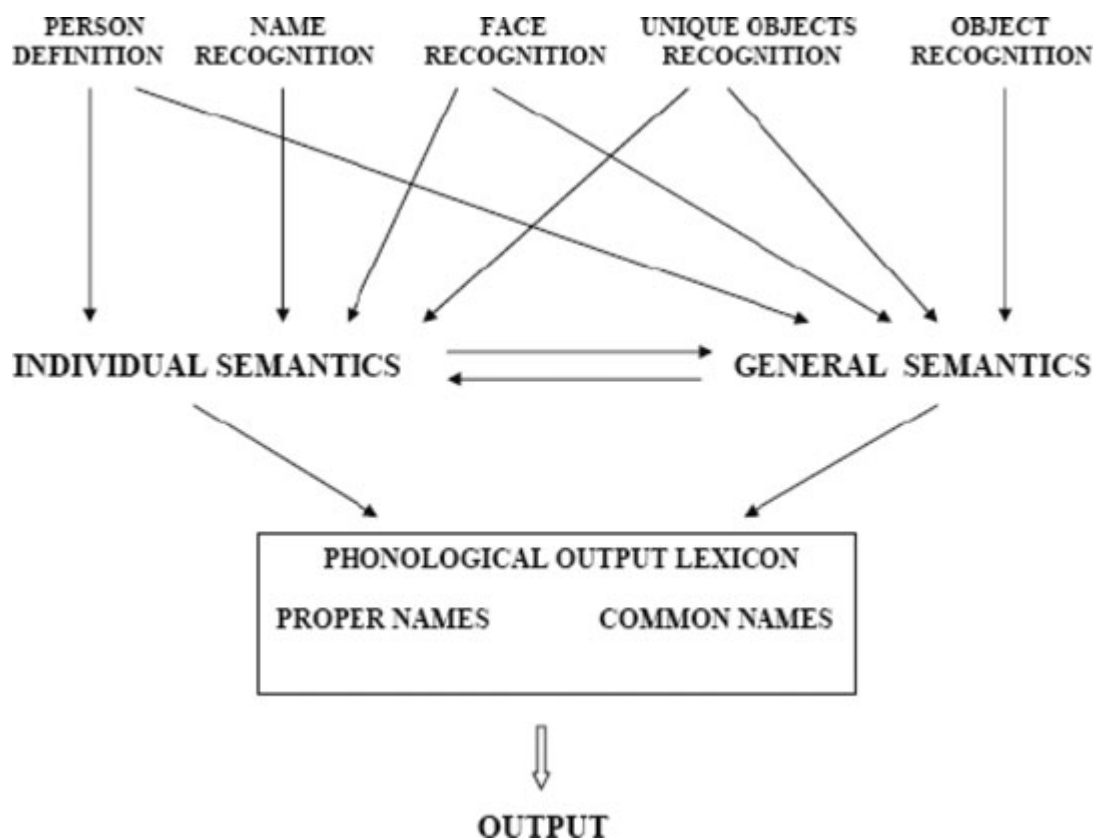 PERSON DEFINITION
NAME RECOGNITION
FACE RECOGNITION
UNIQUE OBJECTS RECOGNITION
OBJECT RECOGNITION
INDIVIDUAL SEMANTICS
GENERAL SEMANTICS
PHONOLOGICAL OUTPUT LEXICON
PROPER NAMES
COMMON NAMES
OUTPUT